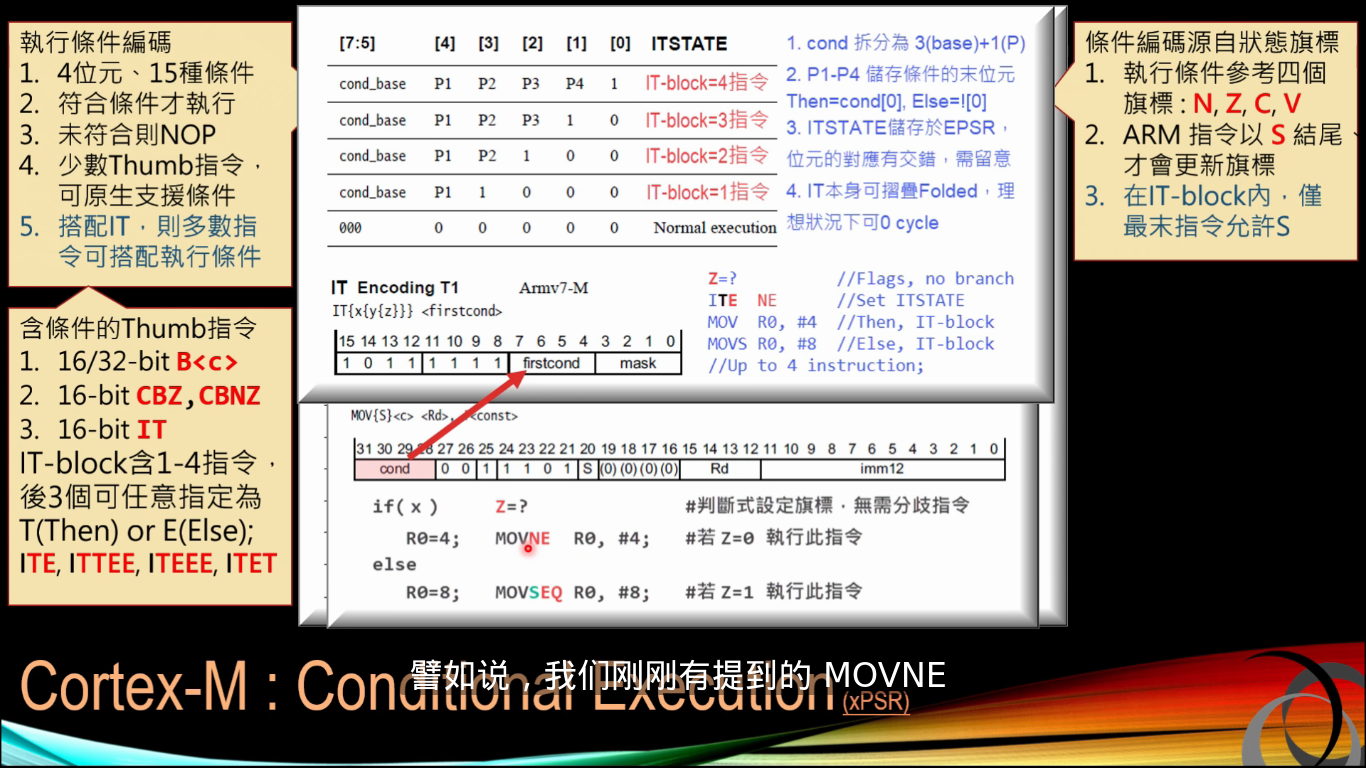 執行條件編碼
1. 4位元、15種條件
2. 符合條件才執行
3. 未符合則NOP
4. 少數Thumb指令，
可原生支援條件
5. 搭配IT，則多數指
令可搭配執行條件
含條件的Thumb指令
1. 16/32-bit B<c>
2. 16-bit CBZ,CBNZ
3. 16-bit IT
IT-block含1-4指令，
後3個可任意指定為
T(Then) or E(Else);
ITE, ITTEE, ITEEE, ITET
[7:5] [4] [3] [2] [1] [0] ITSTATE
cond_base P1 P2 P3 P4 1 IT-block=4指令
cond_base P1 P2 P3 1 0 IT-block=3指令
cond_base P1 P2 1 0 0 IT-block=2指令
cond_base P1 1 0 0 0 IT-block=1指令
000 0 0 0 0 0 Normal execution
1. cond 拆分為 3(base)+1(P)
2. P1-P4 儲存條件的末位元
Then=cond[0], Else=![0]
3. ITSTATE儲存於EPSR，
位元的對應有交錯，需留意
4. IT本身可摺疊Folded，理
想狀況下可0 cycle
IT Encoding T1 Armv7-M
IT{x{y{z}}} <firstcond>
15 14 13 12 11 10 9 8 7 6 5 4 3 2 1 0
1 0 1 1 1 1 1 1 firstcond mask
Z=? //Flags, no branch
ITE NE //Set ITSTATE
MOV R0, #4 //Then, IT-block
MOVS R0, #8 //Else, IT-block
//Up to 4 instruction;
MOV{S}<c> <Rd>, #<const>
31 30 29 28 27 26 25 24 23 22 21 20 19 18 17 16 15 14 13 12 11 10 9 8 7 6 5 4 3 2 1 0
cond 0 0 1 1 1 0 1 S (0) (0) (0) (0) Rd imm12
if( x ) Z=? #判斷式設定旗標，無需分歧指令
R0=4; MOVNE R0, #4; #若 Z=0 執行此指令
else
R0=8; MOVSEQ R0, #8; #若 Z=1 執行此指令
條件編碼源自狀態旗標
1. 執行條件參考四個
旗標 : N, Z, C, V
2. ARM 指令以 S 結尾、
才會更新旗標
3. 在IT-block內，僅
最末指令允許S
Cortex-M : Conditional Execution (xPSR)
譬如说，我们刚刚有提到的 MOVNE